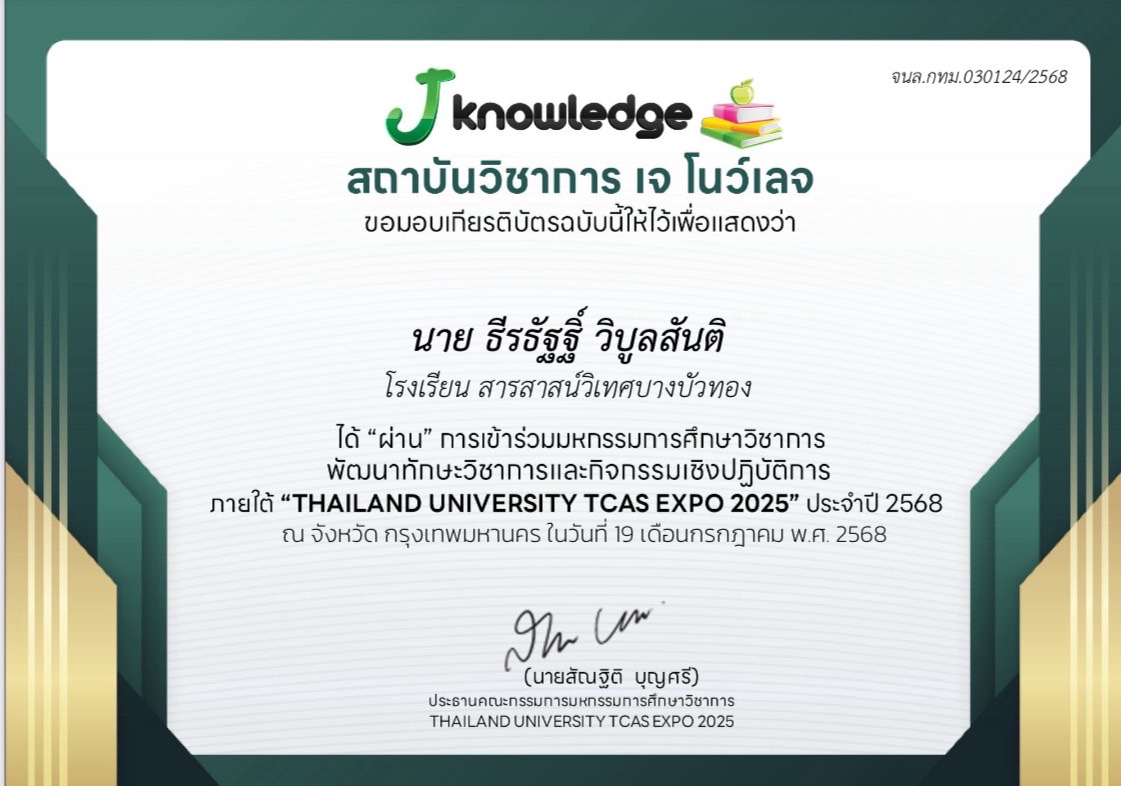 จนล.กทม.030124/2568
J knowledge
สถาบันวิชาการ เจ โนว์เลจ
ขอมอบเกียรติบัตรฉบับนี้ให้ไว้เพื่อแสดงว่า
นาย ธีรธัฐฐิ์ วิบูลสันติ
โรงเรียน สารสาสน์วิเทศบางบัวทอง
ได้ “ผ่าน” การเข้าร่วมมหกรรมการศึกษาวิชาการ
พัฒนาทักษะวิชาการและกิจกรรมเชิงปฏิบัติการ
ภายใต้ “THAILAND UNIVERSITY TCAS EXPO 2025” ประจำปี 2568
ณ จังหวัด กรุงเทพมหานคร ในวันที่ 19 เดือนกรกฎาคม พ.ศ. 2568
(นายสัณฐิติ บุญศรี)
ประธานคณะกรรมการมหกรรมการศึกษาวิชาการ
THAILAND UNIVERSITY TCAS EXPO 2025